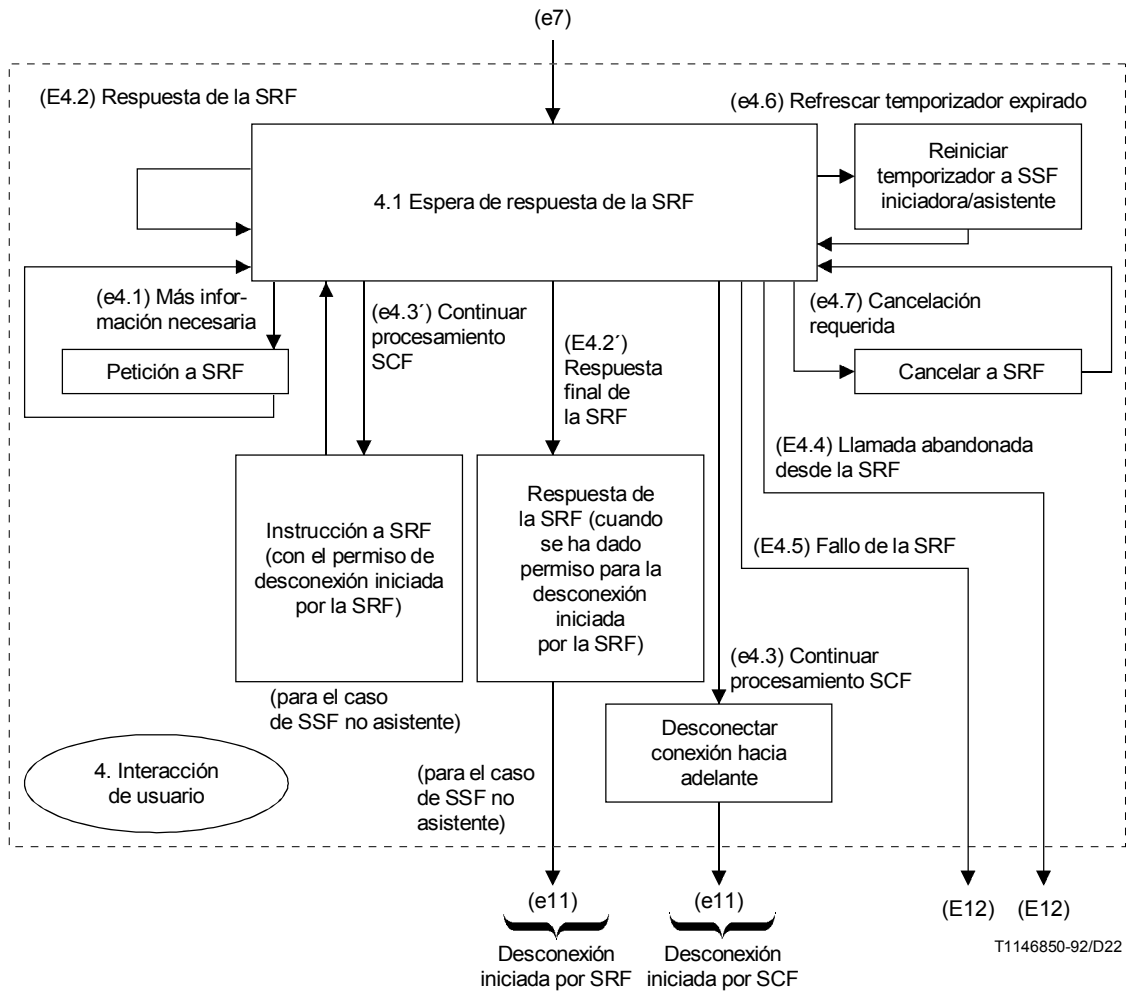 (e7)
(E4.2) Respuesta de la SRF
(e4.6) Refrescar temporizador expirado
4.1 Espera de respuesta de la SRF
Reiniciar
temporizador a SSF
iniciadora/asistente
(e4.1) Más infor-
mación necesaria
Petición a SRF
(e4.3´) Continuar
procesamiento
SCF
(E4.2')
Respuesta
final de
la SRF
(e4.7) Cancelación
requerida
Cancelar a SRF
(E4.4) Llamada abandonada
desde la SRF
(E4.5) Fallo de la SRF
Instrucción a SRF
(con el permiso de
desconexión iniciada
por la SRF)
Respuesta de
la SRF (cuando
se ha dado
permiso para la
desconexión
iniciada
por la SRF)
(e4.3) Continuar
procesamiento SCF
(para el caso
de SSF no asistente)
Desconectar
conexión hacia
adelante
4. Interacción
de usuario
(para el caso
de SSF no
asistente)
(e11)
(e11)
(E12)
(E12)
Desconexión
iniciada por SRF
Desconexión
iniciada por SCF
T1146850-92/D22